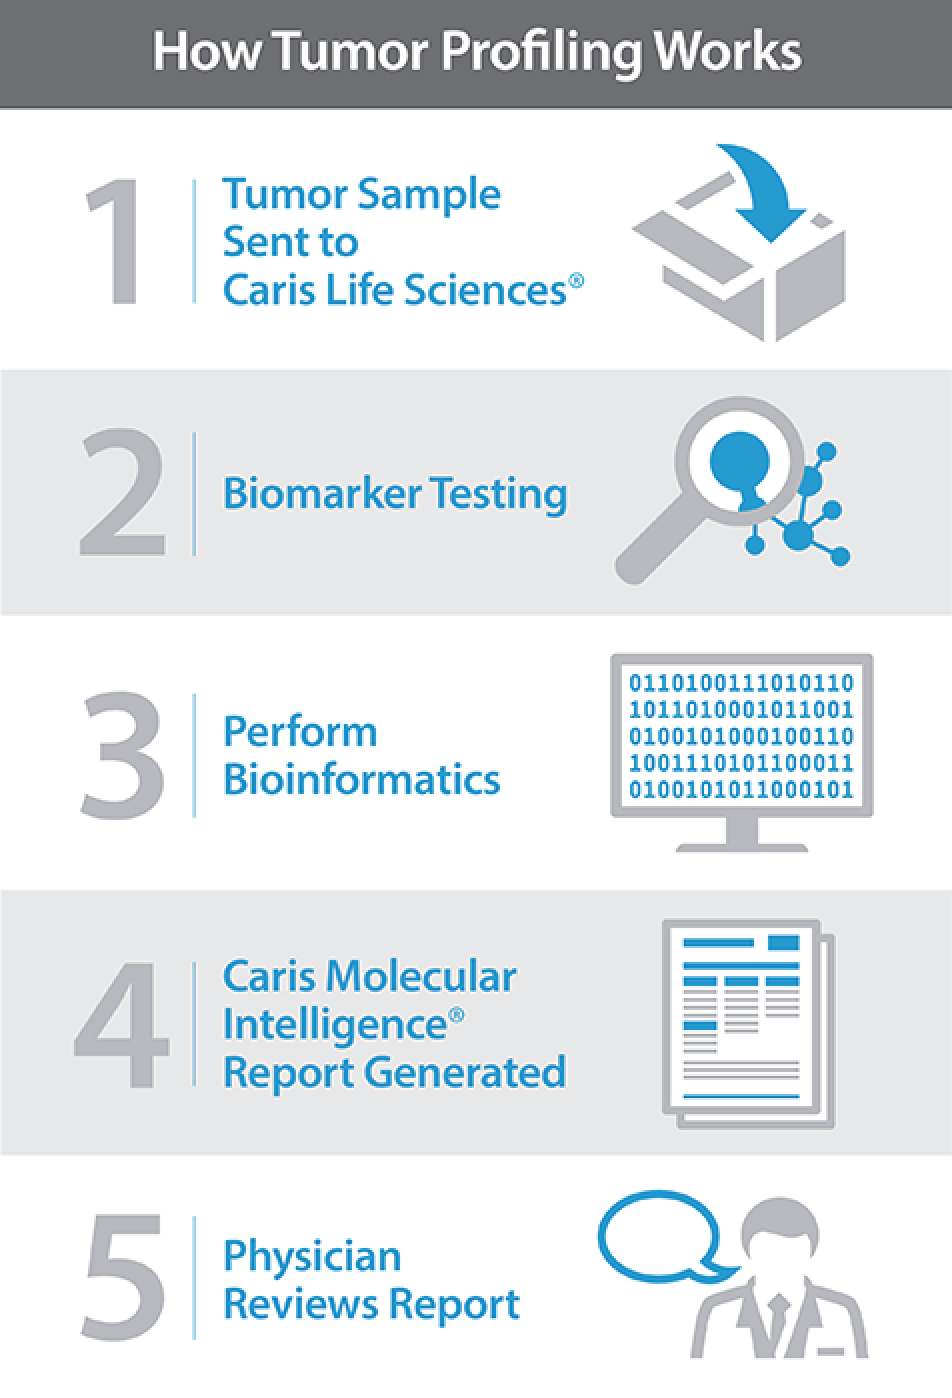 How Tumor Profiling Works
1
Tumor Sample
Sent to
Caris Life Sciences®
2
Biomarker Testing
3
Perform
Bioinformatics
0110100111010110
1011010001011001
0100101000100110
1001110101100011
0100101011000101
4
Caris Molecular
Intelligence®
Report Generated
5
Physician
Reviews Report